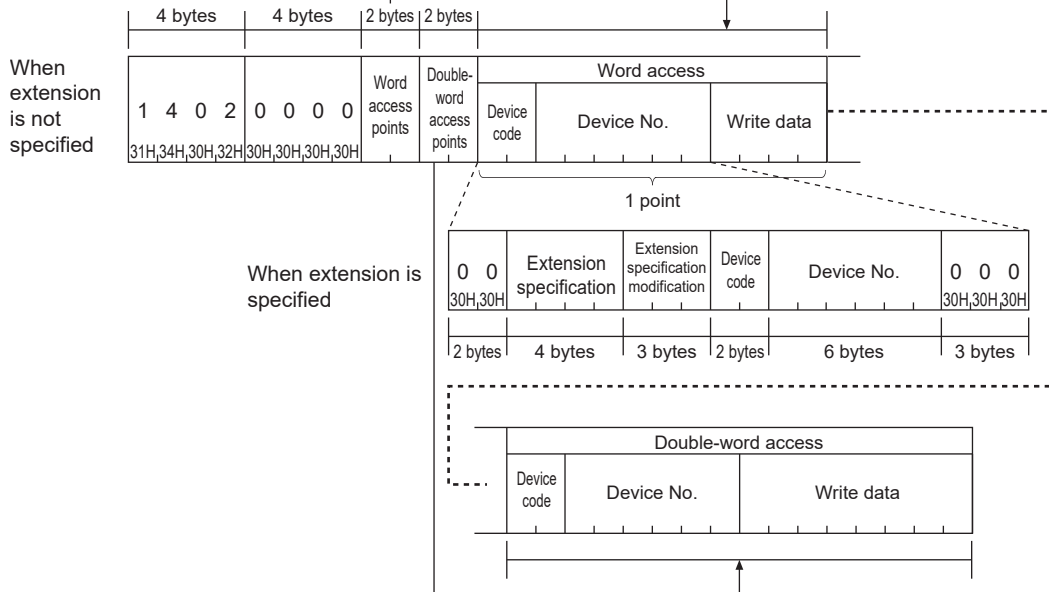 4 bytes 4 bytes 2 bytes 2 bytes
When
extension
is not
specified
1 4 0 2 0 0 0 0
31H,34H,30H,32H 30H,30H,30H,30H
Word
access
points
Double-
word
access
points
Word access
Device
code
Device No.
Write data
1 point
When extension is
specified
0 0
30H,30H
Extension
specification
Extension
specification
modification
Device
code
Device No.
0 0 0
30H,30H,30H
2 bytes 4 bytes 3 bytes 2 bytes 6 bytes 3 bytes
Double-word access
Device
code
Device No.
Write data